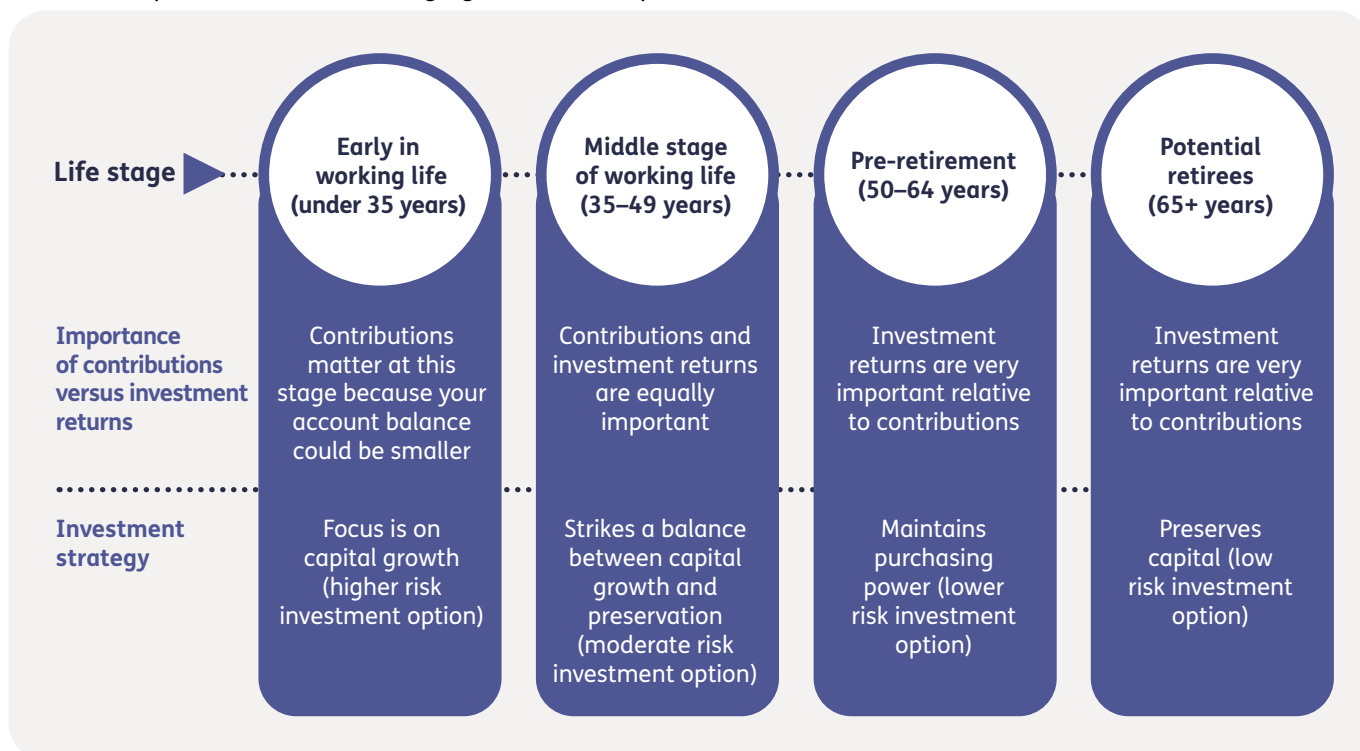 Life stage
Early in
working life
(under 35 years)
Middle stage
of working life
(35–49 years)
Pre-retirement
(50–64 years)
Potential
retirees
(65+ years)
Importance
of contributions
versus investment
returns
Contributions
matter at this
stage because your
account balance
could be smaller
Contributions and
investment returns
are equally
important
Investment
returns are very
important relative
to contributions
Investment
returns are very
important relative
to contributions
Investment
strategy
Focus is on
capital growth
(higher risk
investment option)
Strikes a balance
between capital
growth and
preservation
(moderate risk
investment option)
Maintains
purchasing
power (lower
risk investment
option)
Preserves
capital (low
risk investment
option)